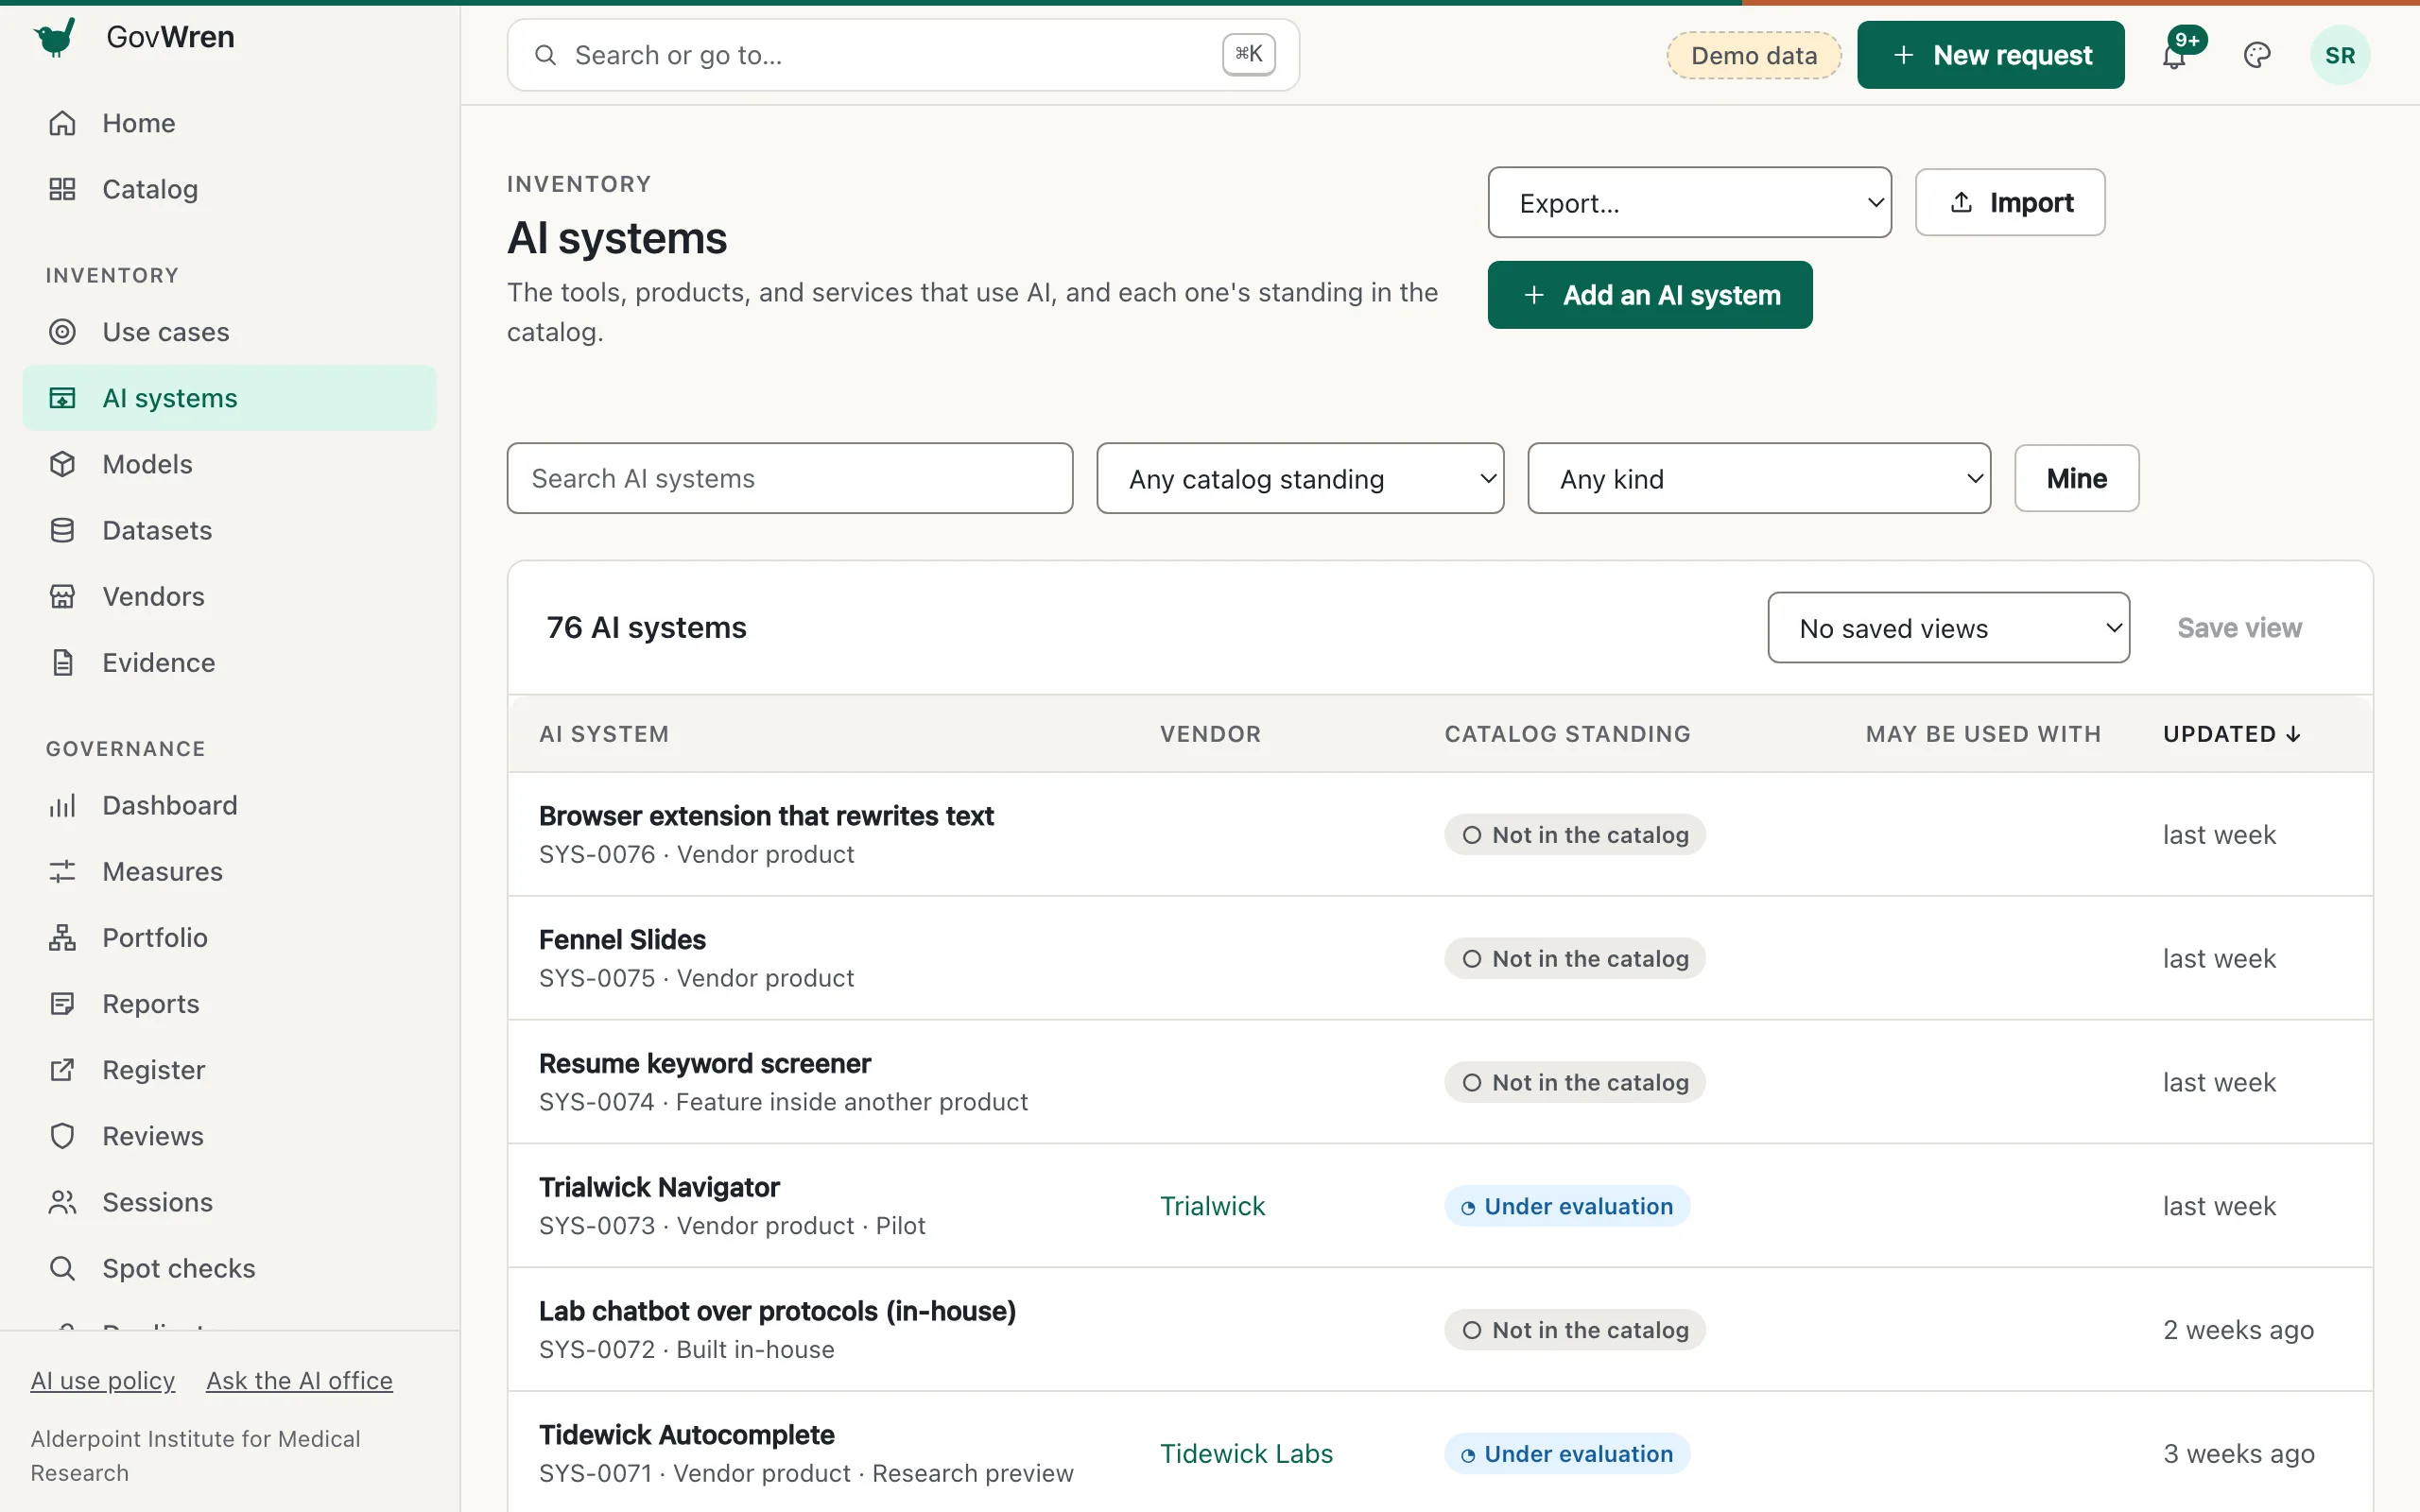 GovWren
Search or go to...
⌘K
Demo data
+ New request
9+
SR
Home
Catalog
INVENTORY
Use cases
AI systems
Models
Datasets
Vendors
Evidence
GOVERNANCE
Dashboard
Measures
Portfolio
Reports
Register
Reviews
Sessions
Spot checks
AI use policy
Ask the AI office
Alderpoint Institute for Medical
Research
INVENTORY
AI systems
The tools, products, and services that use AI, and each one's standing in the
catalog.
Export...
Import
+ Add an AI system
Search AI systems
Any catalog standing
Any kind
Mine
76 AI systems
No saved views
Save view
AI SYSTEM VENDOR CATALOG STANDING MAY BE USED WITH UPDATED ↓
Browser extension that rewrites text
SYS-0076 · Vendor product
Not in the catalog
last week
Fennel Slides
SYS-0075 · Vendor product
Not in the catalog
last week
Resume keyword screener
SYS-0074 · Feature inside another product
Not in the catalog
last week
Trialwick Navigator
SYS-0073 · Vendor product · Pilot
Trialwick
Under evaluation
last week
Lab chatbot over protocols (in-house)
SYS-0072 · Built in-house
Not in the catalog
2 weeks ago
Tidewick Autocomplete
SYS-0071 · Vendor product · Research preview
Tidewick Labs
Under evaluation
3 weeks ago